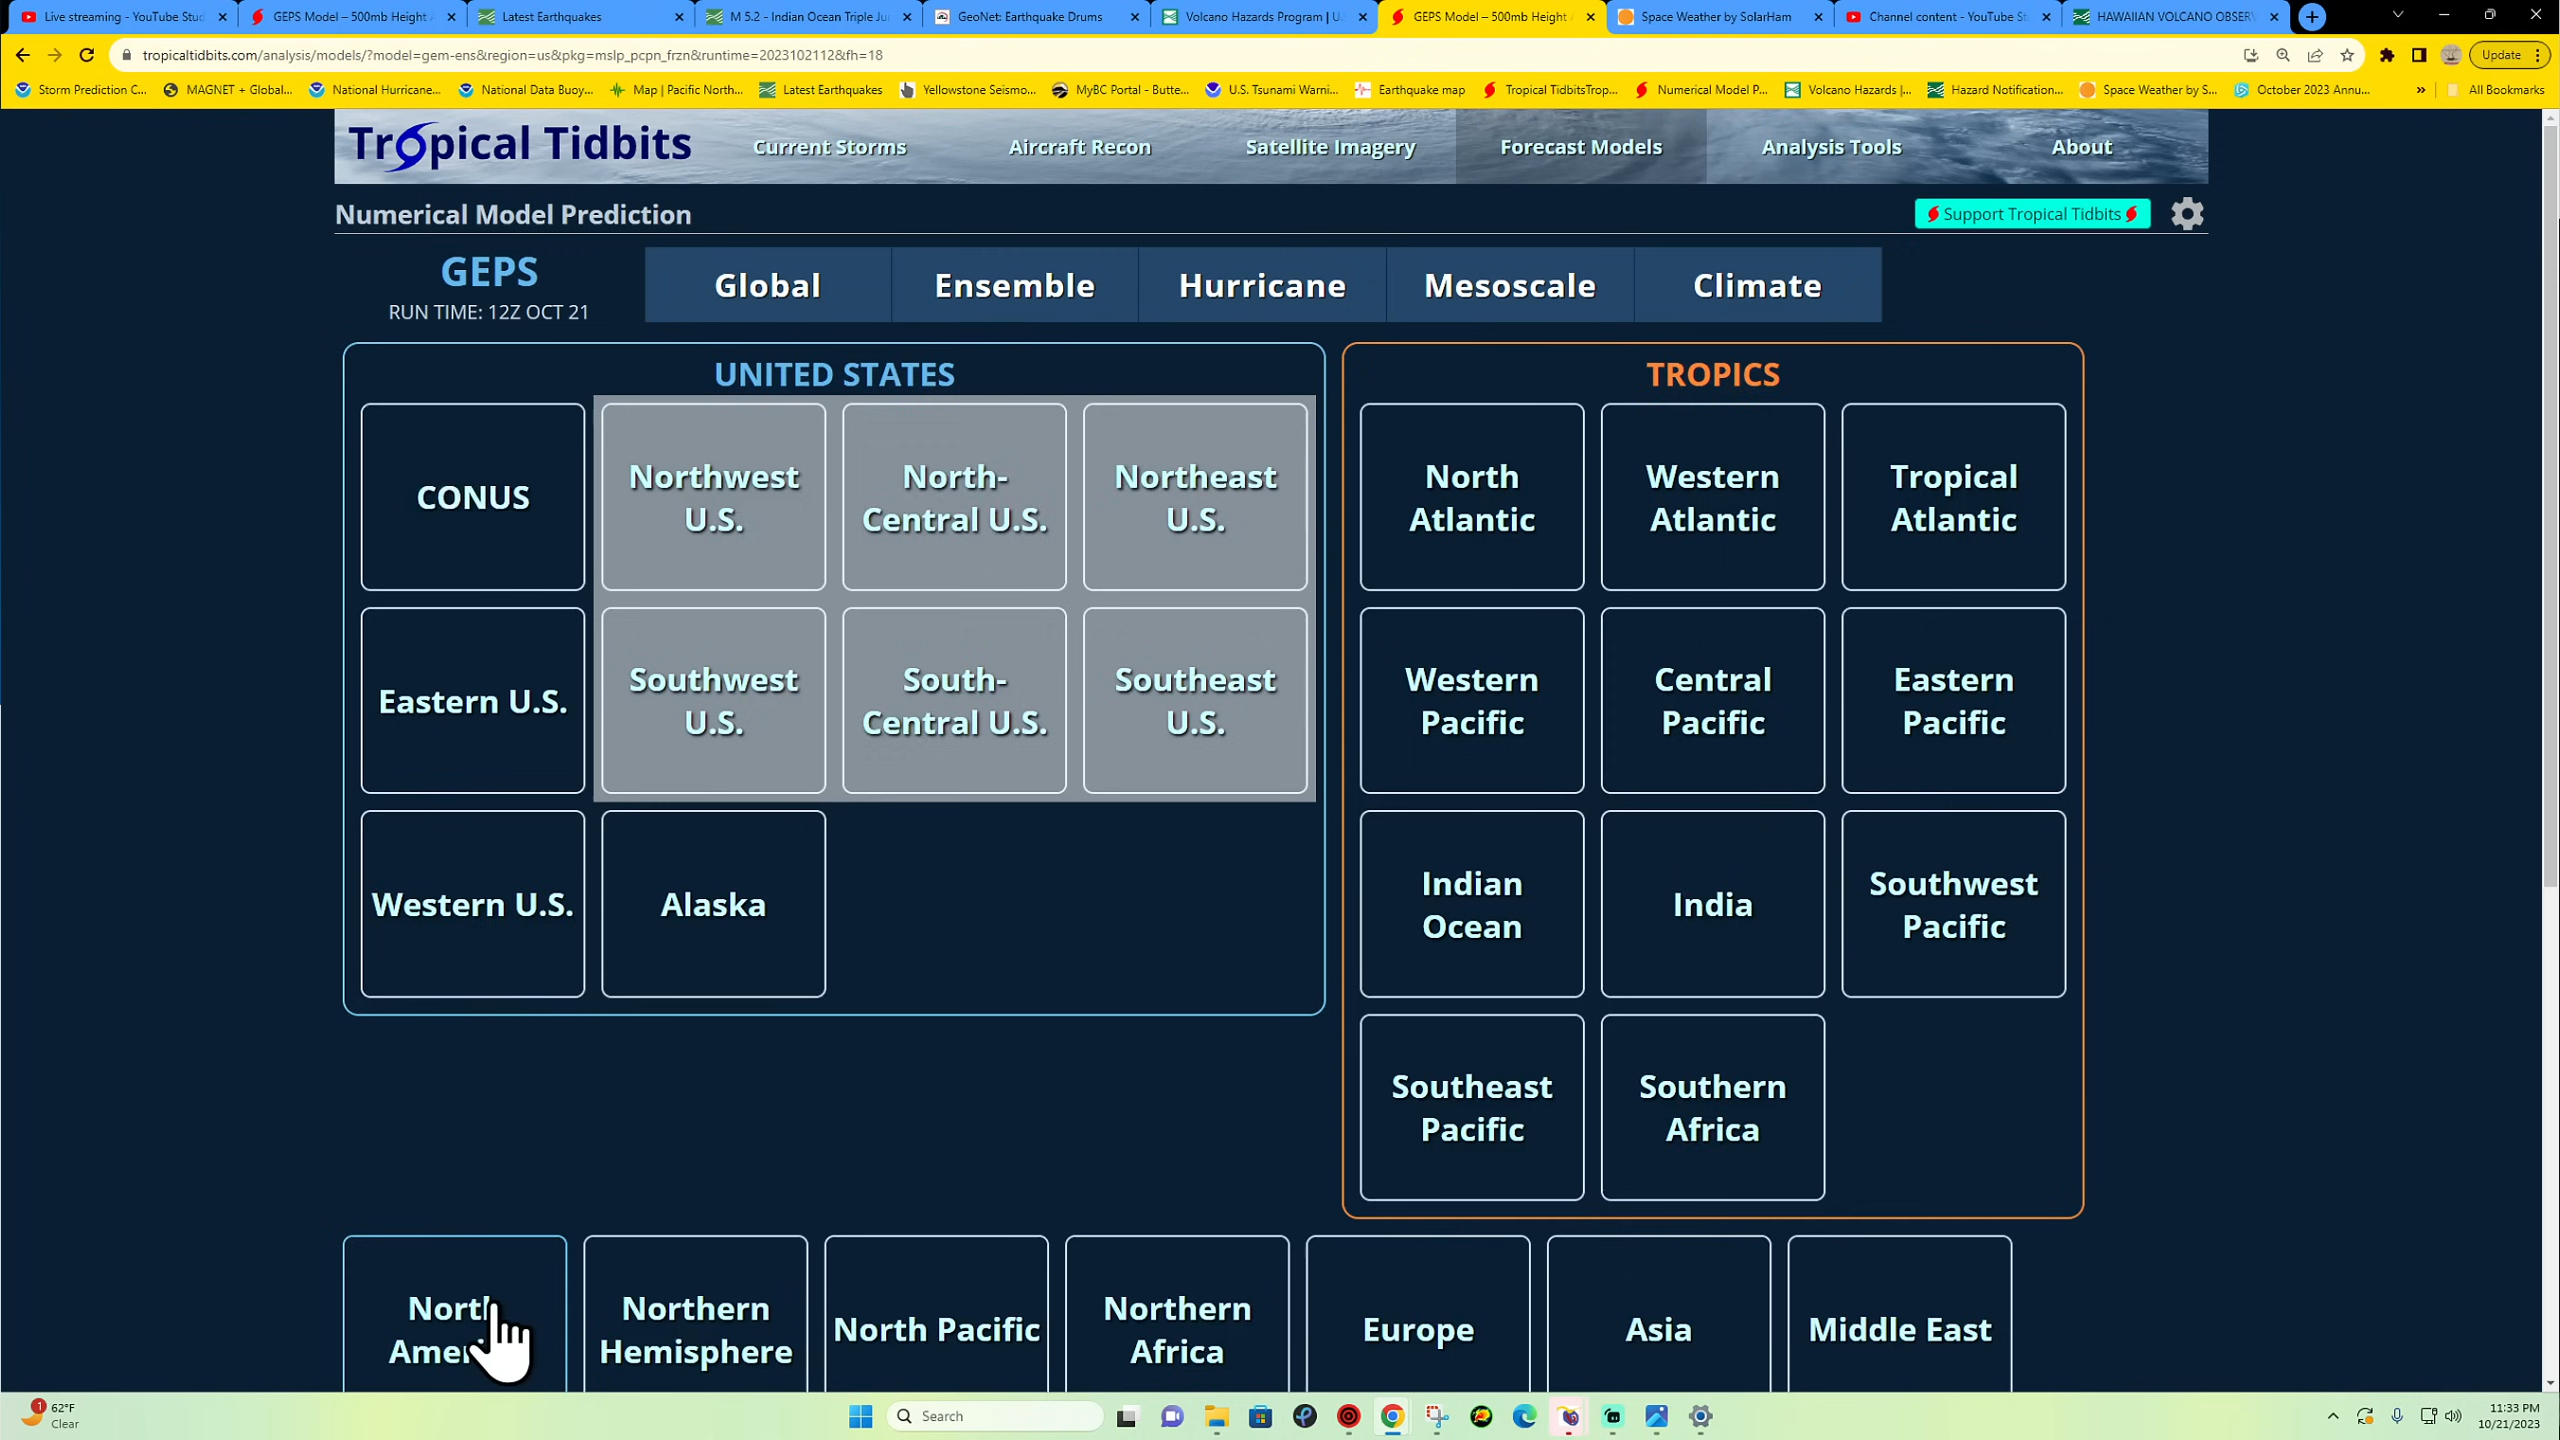 Live streaming - YouTube Stud
GEPS Model – 500mb Height A
Latest Earthquakes
M 5.2 - Indian Ocean Triple Ju
GeoNet: Earthquake Drums
Volcano Hazards Program | U.
GEPS Model – 500mb Height A
Space Weather by SolarHam
Channel content - YouTube St
HAWAIIAN VOLCANO OBSERV
tropicaltidbits.com/analysis/models/?model=gem-ens&region=us&pkg=mslp_pcpn_frzn&runtime=2023102112&fh=18
Update
Storm Prediction C...
MAGNET + Global...
National Hurricane...
National Data Buoy...
Map | Pacific North...
Latest Earthquakes
Yellowstone Seismo...
MyBC Portal - Butte...
U.S. Tsunami Warni...
Earthquake map
Tropical TidbitsTrop...
Numerical Model P...
Volcano Hazards |...
Hazard Notification...
Space Weather by S...
October 2023 Annu...
»
All Bookmarks
Tropical Tidbits
Current Storms
Aircraft Recon
Satellite Imagery
Forecast Models
Analysis Tools
About
Numerical Model Prediction
Support Tropical Tidbits
GEPS
RUN TIME: 12Z OCT 21
Global
Ensemble
Hurricane
Mesoscale
Climate
UNITED STATES
CONUS
Northwest
U.S.
North-
Central U.S.
Northeast
U.S.
Eastern U.S.
Southwest
U.S.
South-
Central U.S.
Southeast
U.S.
Western U.S.
Alaska
TROPICS
North
Atlantic
Western
Atlantic
Tropical
Atlantic
Western
Pacific
Central
Pacific
Eastern
Pacific
Indian
Ocean
India
Southwest
Pacific
Southeast
Pacific
Southern
Africa
North
Northern
Hemisphere
North Pacific
Northern
Africa
Europe
Asia
Middle East
1
62°F
Clear
Search
11:33 PM
10/21/2023